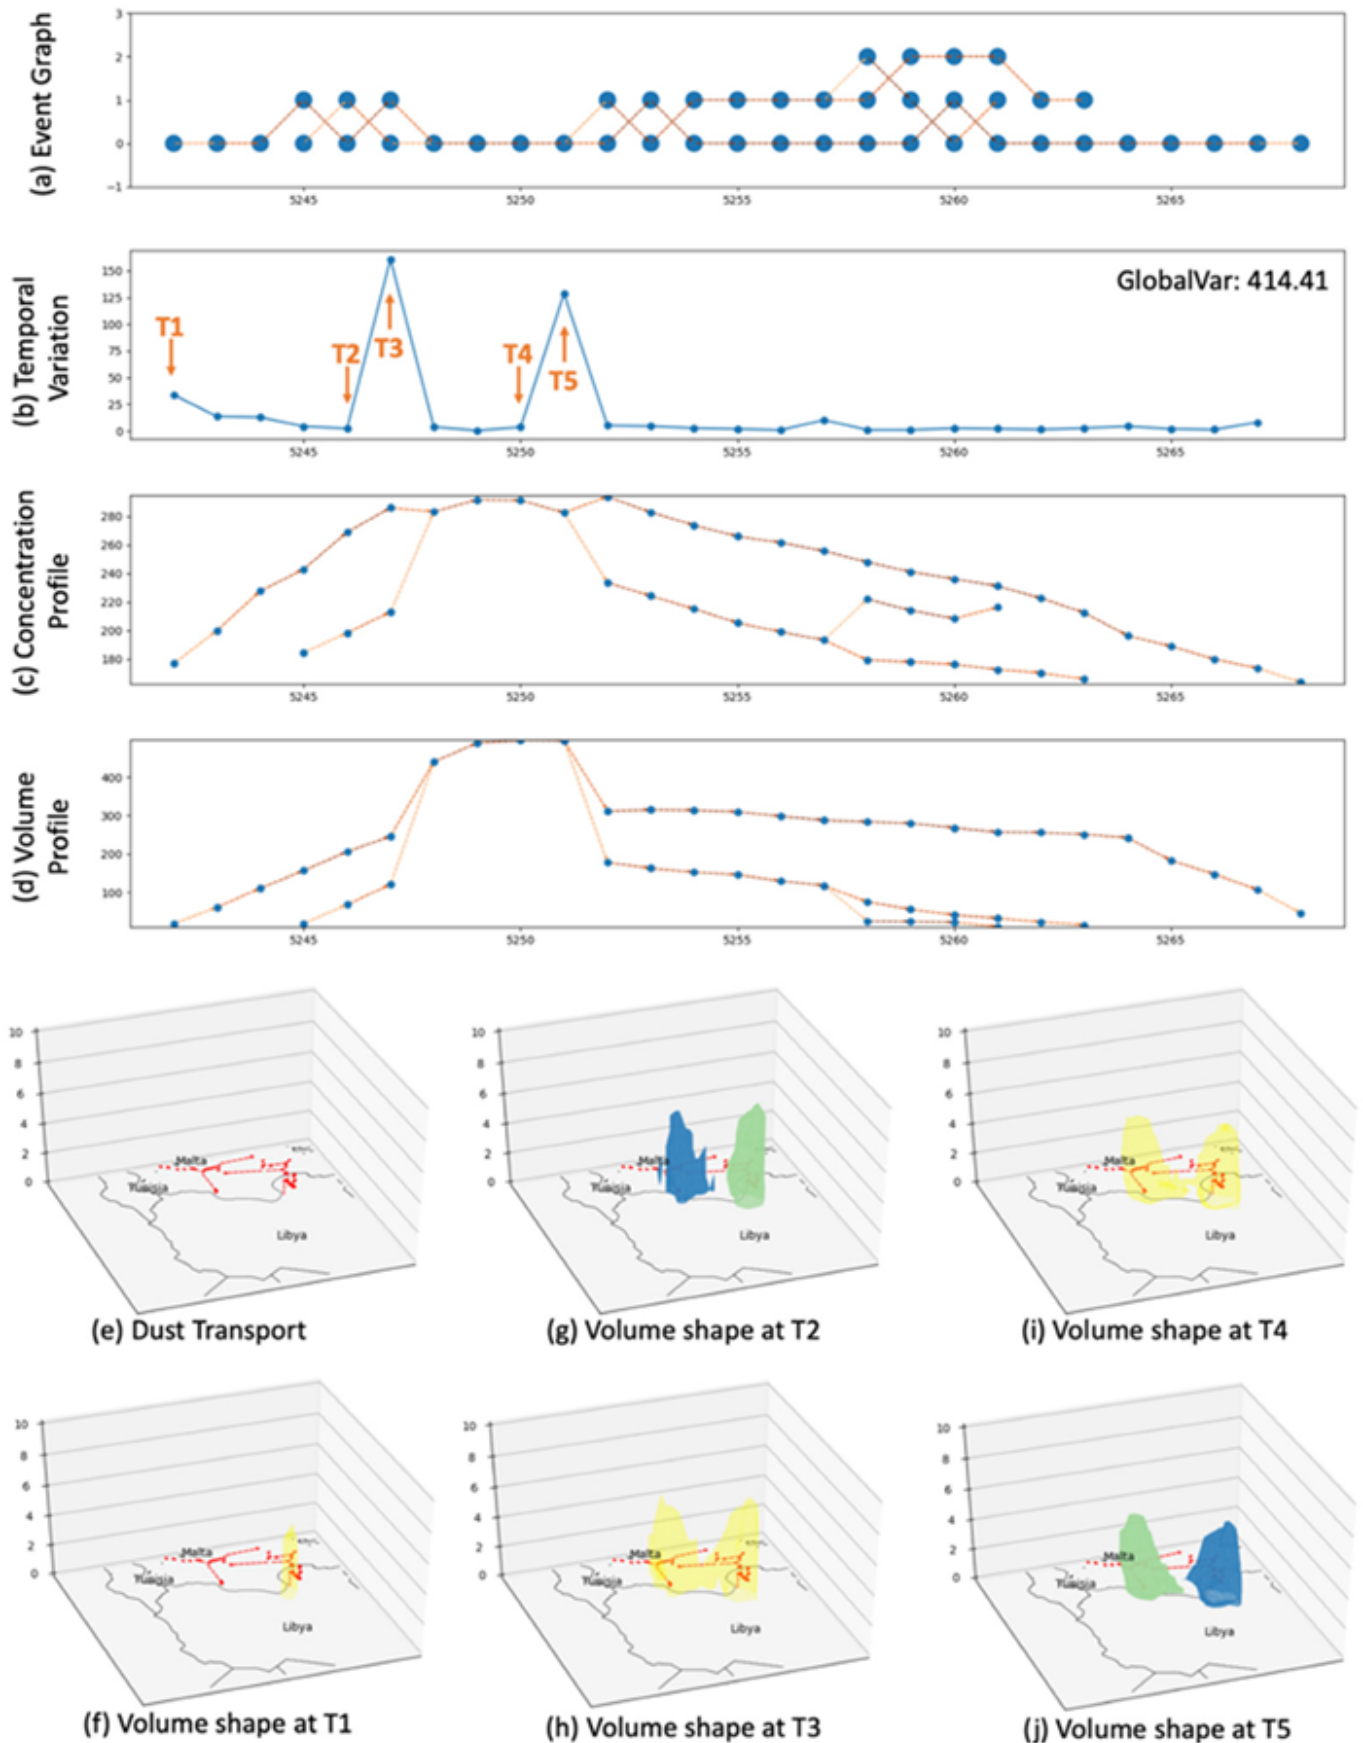 (a) Event Graph
3
2
1
0
−1
5245 5250 5255 5260 5265
(b) Temporal
Variation
150
125
100
75
50
25
0
GlobalVar: 414.41
T1
T2
T3
T4
T5
5245 5250 5255 5260 5265
(c) Concentration
Profile
280
260
240
220
200
180
5245 5250 5255 5260 5265
(d) Volume
Profile
400
300
200
100
5245 5250 5255 5260 5265
10
8
6
4
2
0
Malta
Tunisia
Libya
(e) Dust Transport
10
8
6
4
2
0
Malta
Tunisia
Libya
(g) Volume shape at T2
10
8
6
4
2
0
Malta
Tunisia
Libya
(i) Volume shape at T4
10
8
6
4
2
0
Malta
Tunisia
Libya
(f) Volume shape at T1
10
8
6
4
2
0
Malta
Tunisia
Libya
(h) Volume shape at T3
10
8
6
4
2
0
Malta
Tunisia
Libya
(j) Volume shape at T5